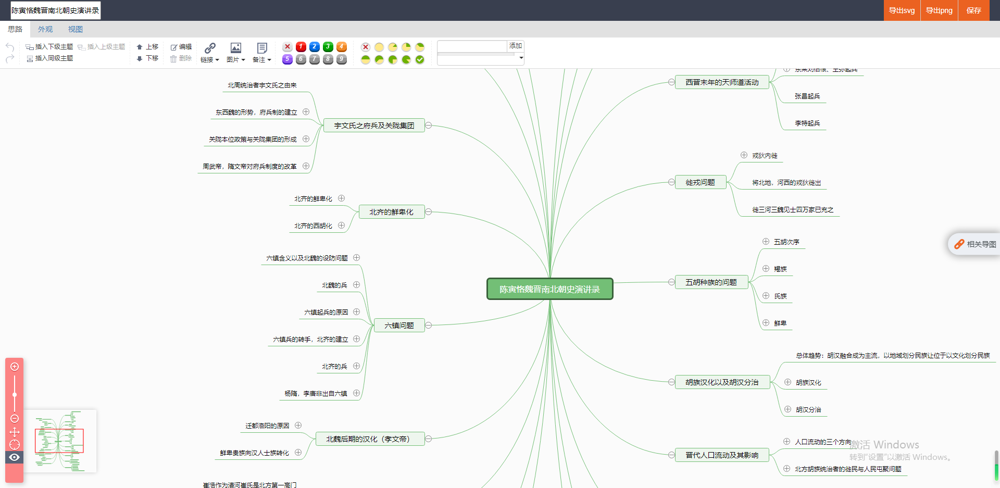 陈寅恪魏晋南北朝史演讲录
导出svg
导出png
保存
思路
外观
视图
插入下级主题
插入上级主题
插入同级主题
上移
下移
编辑
删除
链接
图片
备注
1
2
3
4
5
6
7
8
9
添加
北周统治者宇文氏之由来
东西魏的形势，府兵制的建立
关陇本位政策与关陇集团的形成
周武帝，隋文帝对府兵制度的改革
宇文氏之府兵及关陇集团
北齐的鲜卑化
北齐的西胡化
北齐的鲜卑化
六镇含义以及北魏的设防问题
北魏的兵
六镇起兵的原因
六镇兵的转手，北齐的建立
北齐的兵
杨隋，李唐非出自六镇
六镇问题
迁都洛阳的原因
鲜卑贵族向汉人士族转化
北魏后期的汉化（孝文帝）
崔浩作为清河崔氏是北方第一高门
陈寅恪魏晋南北朝史演讲录
东莱刘伯根、王弥起兵
西晋末年的天师道活动
张昌起兵
李特起兵
戎狄内徙
徙戎问题
将北地，河西的戎狄徙出
徙三河三魏见士四万家已充之
五胡次序
羯族
五胡种族的问题
氐族
鲜卑
总体趋势：胡汉融合成为主流，以地域划分民族让位于以文化划分民族
胡族汉化以及胡汉分治
胡族汉化
胡汉分治
人口流动的三个方向
晋代人口流动及其影响
北方胡族统治者的徙民与人民屯聚问题
相关导图
激活 Windows
转到“设置”以激活 Windows。